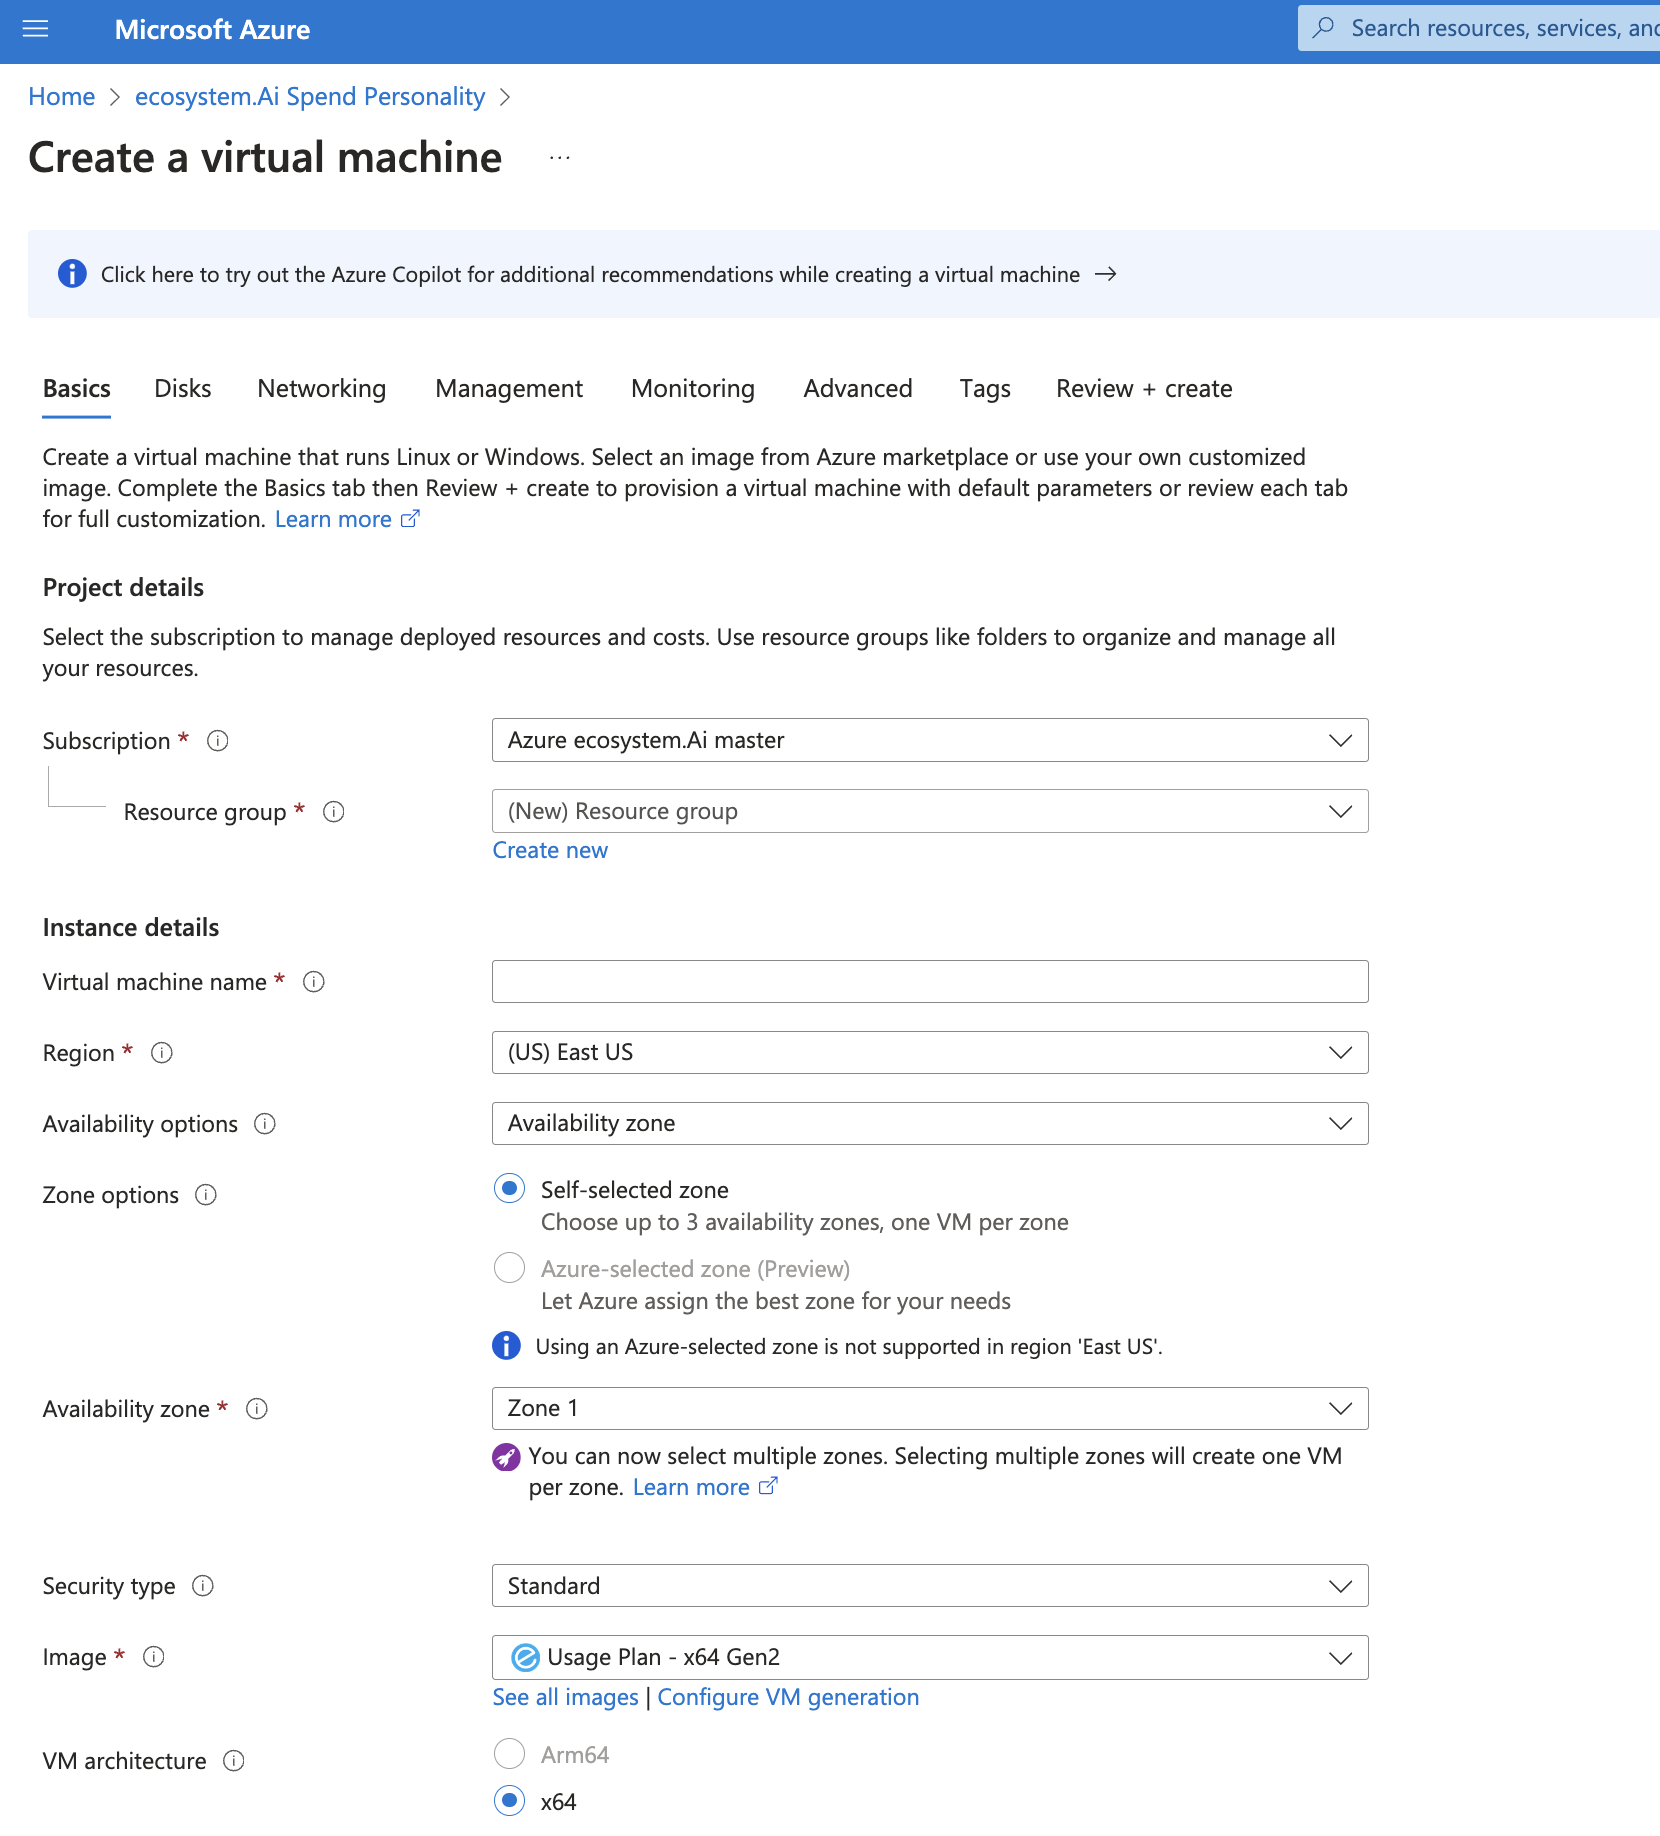 Microsoft Azure
Search resources, services, and
Home > ecosystem.Ai Spend Personality >
Create a virtual machine ...
Click here to try out the Azure Copilot for additional recommendations while creating a virtual machine →
Basics Disks Networking Management Monitoring Advanced Tags Review + create
Create a virtual machine that runs Linux or Windows. Select an image from Azure marketplace or use your own customized
image. Complete the Basics tab then Review + create to provision a virtual machine with default parameters or review each tab
for full customization. Learn more
Project details
Select the subscription to manage deployed resources and costs. Use resource groups like folders to organize and manage all
your resources.
Subscription *
Azure ecosystem.Ai master
Resource group *
(New) Resource group
Create new
Instance details
Virtual machine name *
Region *
(US) East US
Availability options
Availability zone
Zone options
Self-selected zone
Choose up to 3 availability zones, one VM per zone
Azure-selected zone (Preview)
Let Azure assign the best zone for your needs
Using an Azure-selected zone is not supported in region 'East US'.
Availability zone *
Zone 1
You can now select multiple zones. Selecting multiple zones will create one VM
per zone. Learn more
Security type
Standard
Image *
Usage Plan - x64 Gen2
See all images | Configure VM generation
VM architecture
Arm64
x64